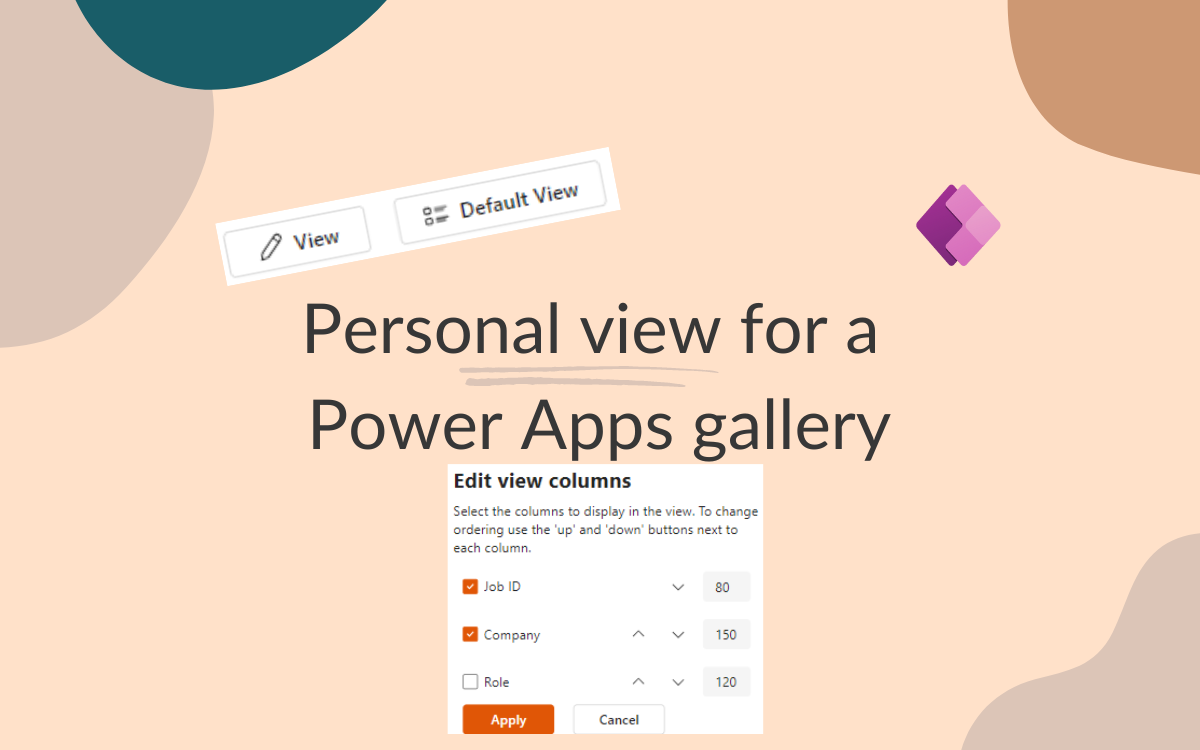 View
Default View
Personal view for a
Power Apps gallery
Edit view columns
Select the columns to display in the view. To change
ordering use the 'up' and 'down' buttons next to
each column.
Job ID 80
Company 150
Role 120
Apply Cancel